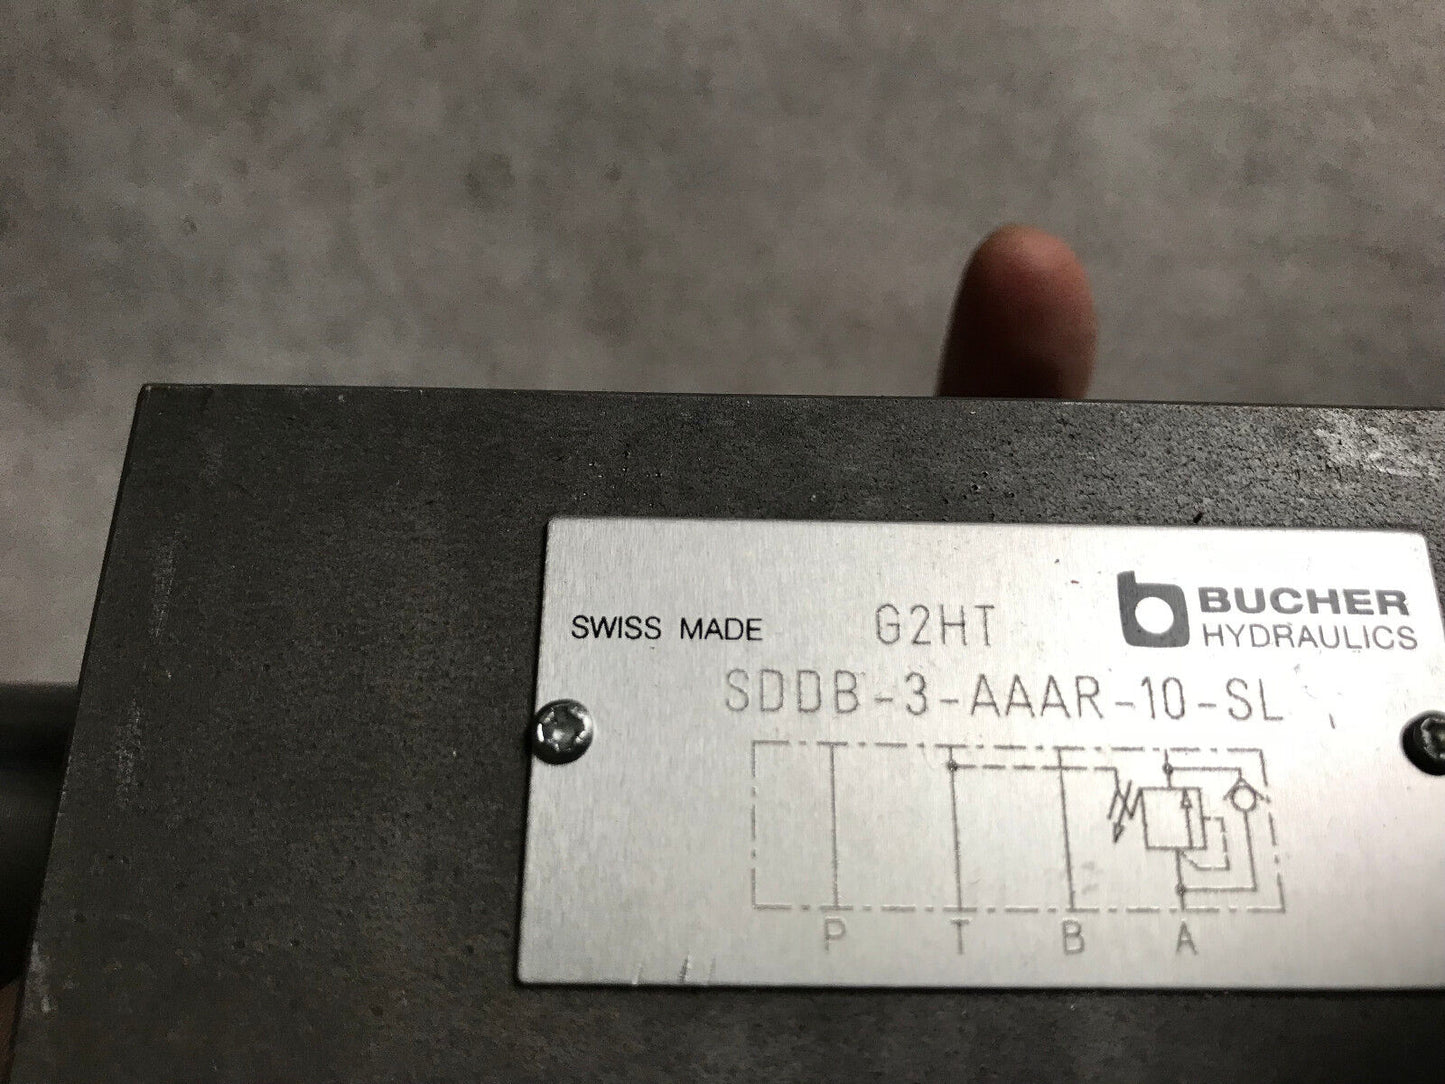 SWISS MADE G2HT BUCHER
HYDRAULICS
SDDB-3-AAAR-10-SL
P T B A